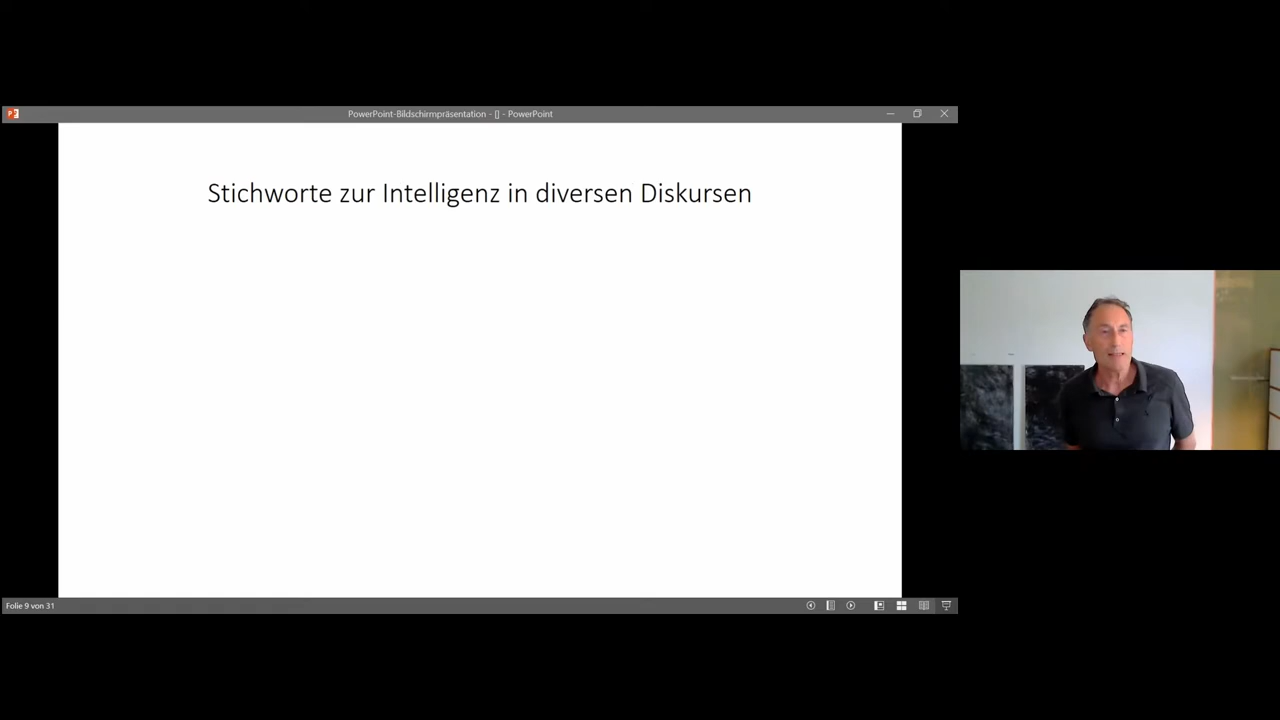 PowerPoint-Bildschirmpräsentation - [] - PowerPoint
Stichworte zur Intelligenz in diversen Diskursen
Folie 9 von 31